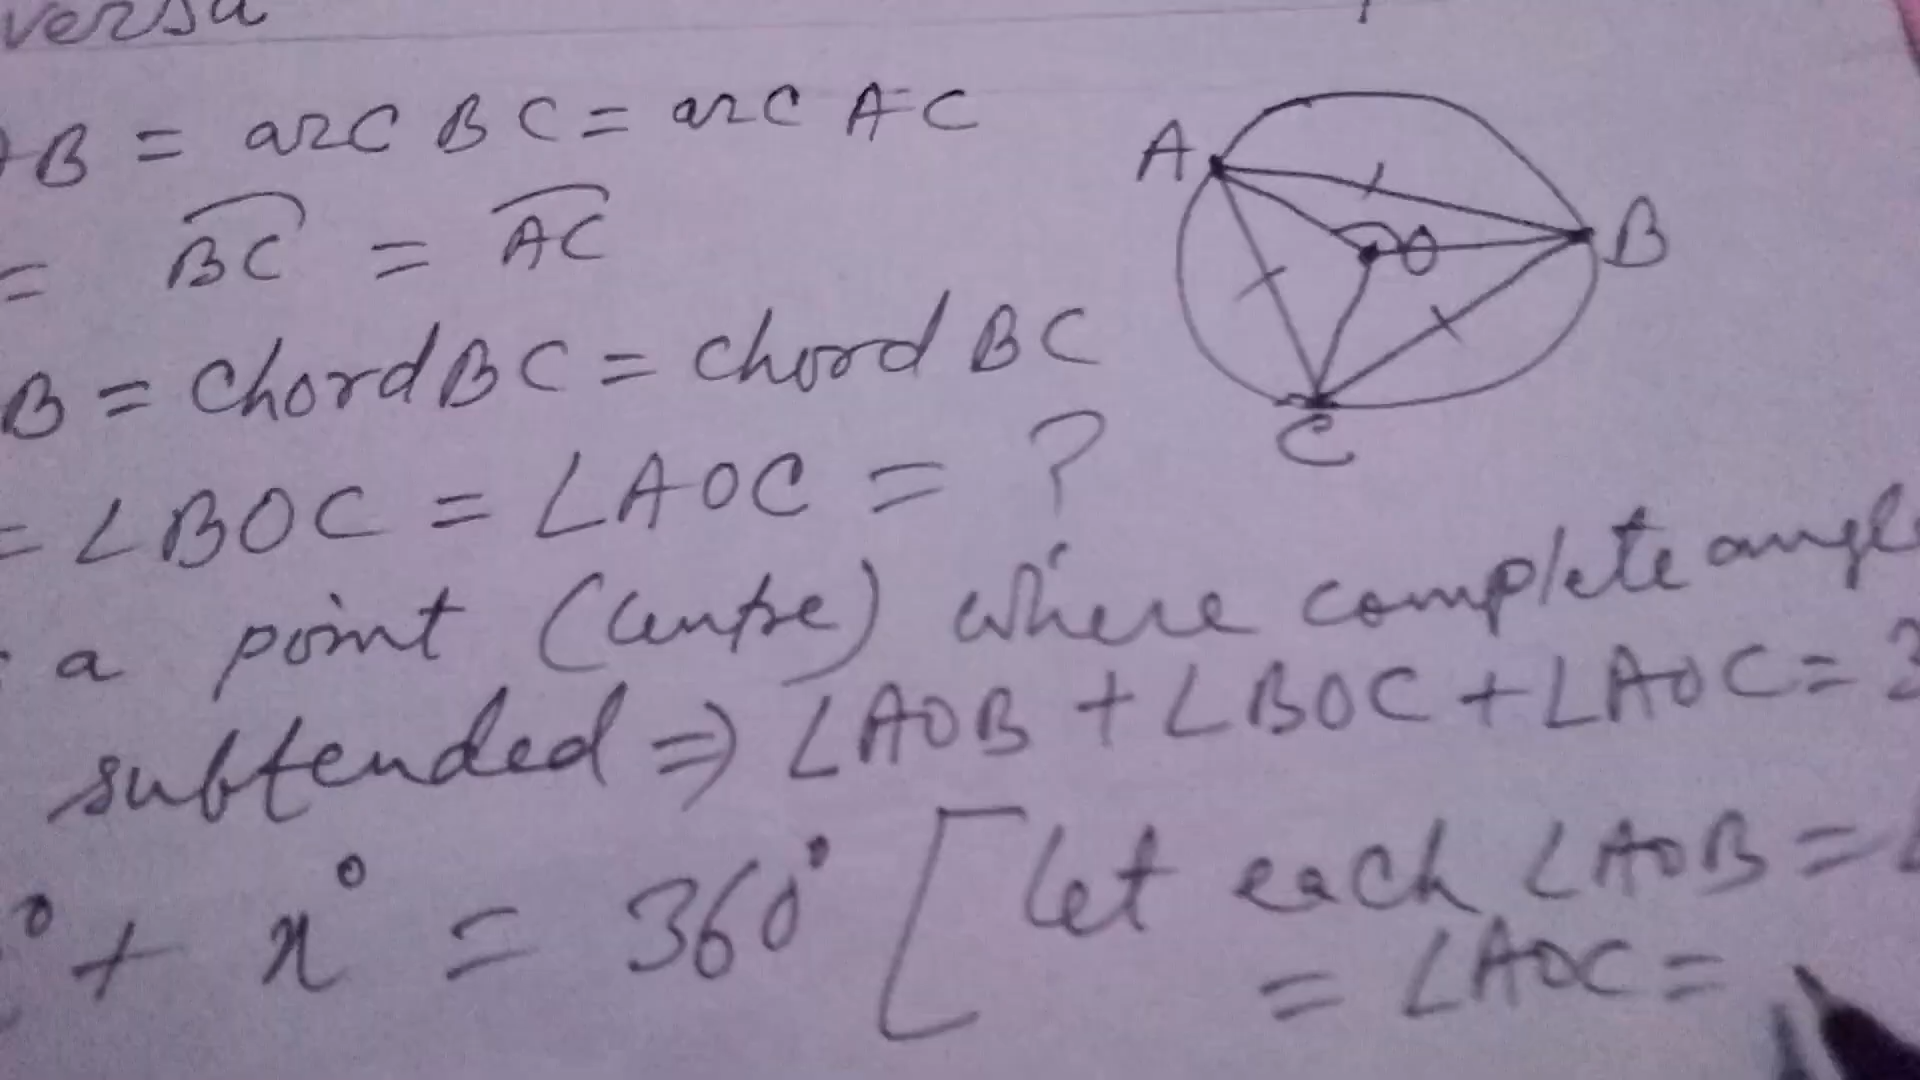 versa
B = arc BC = arc AC
= BC = AC
B = chord BC = chord BC
= ∠BOC = ∠AOC = ?
a point (centre) where complete angle
subtended ⇒ ∠AOB + ∠BOC + ∠AOC = 3
° + x° = 360° [Let each ∠AOB =
= ∠AOC =
A
B
O
C